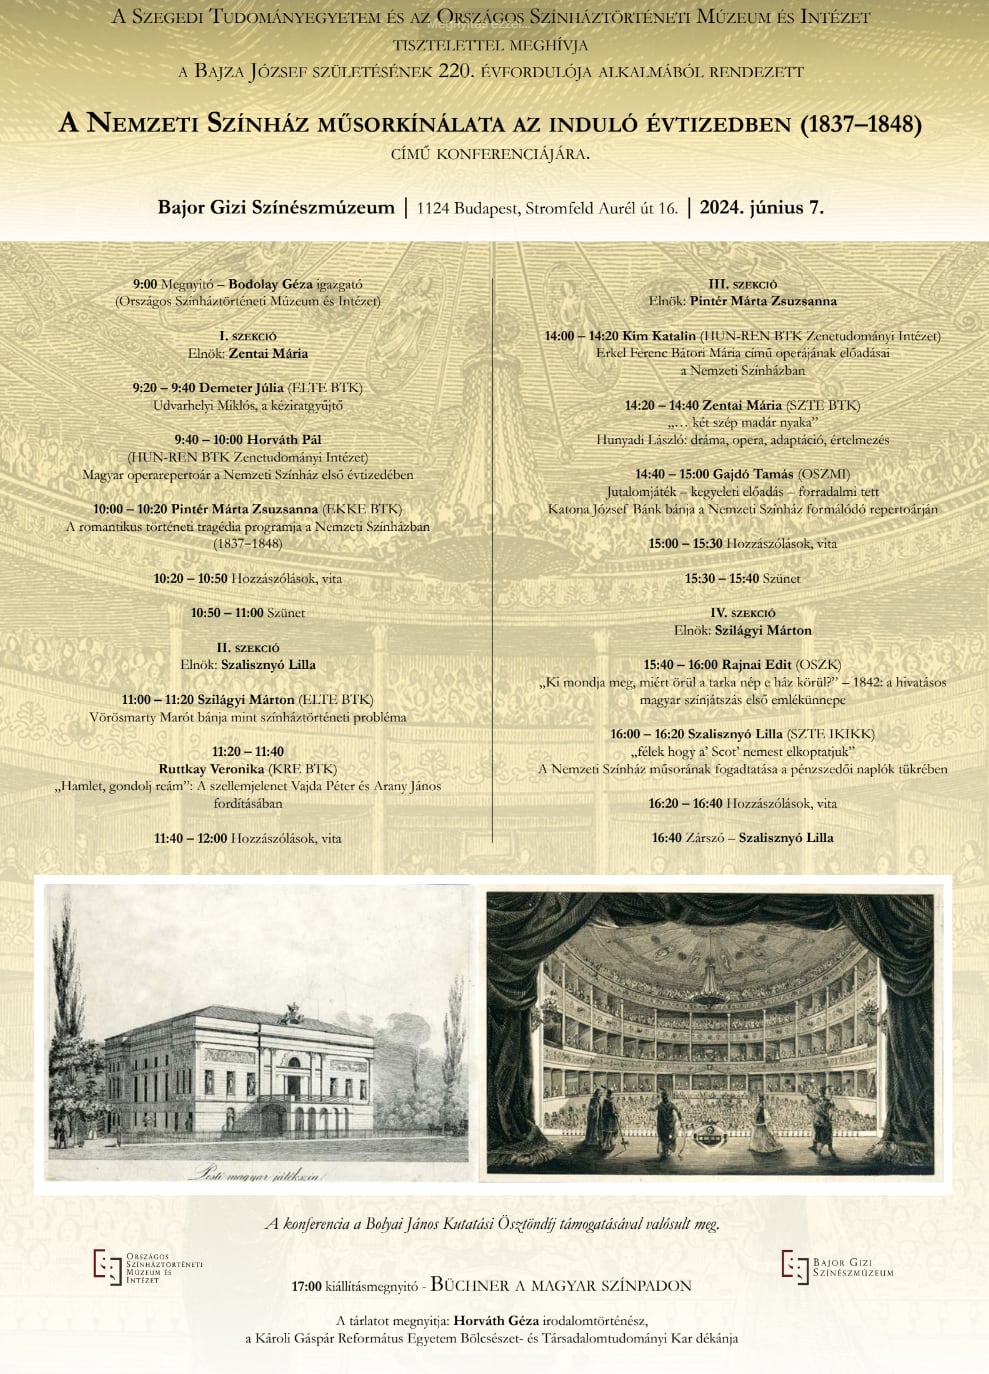 A Szegedi Tudományegyetem és az Országos Színháztörténeti Múzeum és Intézet
tisztelettel meghívja
a Bajza József születésének 220. évfordulója alkalmából rendezett
A Nemzeti Színház műsorkínálata az induló évtizedben (1837–1848)
című konferenciájára.
Bajor Gizi Színészmúzeum | 1124 Budapest, Stromfeld Aurél út 16. | 2024. június 7.
9:00 Megnyitó – Bodolay Géza igazgató
(Országos Színháztörténeti Múzeum és Intézet)
I. szekció
Elnök: Zentai Mária
9:20 – 9:40 Demeter Júlia (ELTE BTK)
Udvarhelyi Miklós, a kéziratgyűjtő
9:40 – 10:00 Horváth Pál
(HUN-REN BTK Zenetudományi Intézet)
Magyar operarepertoár a Nemzeti Színház első évtizedében
10:00 – 10:20 Pintér Márta Zsuzsanna (EKKE BTK)
A romantikus történeti tragédia programja a Nemzeti Színházban
(1837–1848)
10:20 – 10:50 Hozzászólások, vita
10:50 – 11:00 Szünet
II. szekció
Elnök: Szalisznyó Lilla
11:00 – 11:20 Szilágyi Márton (ELTE BTK)
Vörösmarty Marót bánja mint színháztörténeti probléma
11:20 – 11:40
Ruttkay Veronika (KRE BTK)
„Hamlet, gondolj reám”: A szellemjelenet Vajda Péter és Arany János
fordításában
11:40 – 12:00 Hozzászólások, vita
III. szekció
Elnök: Pintér Márta Zsuzsanna
14:00 – 14:20 Kim Katalin (HUN-REN BTK Zenetudományi Intézet)
Erkel Ferenc Bátori Mária című operájának előadásai
a Nemzeti Színházban
14:20 – 14:40 Zentai Mária (SZTE BTK)
„… két szép madár nyaka”
Hunyadi László: dráma, opera, adaptáció, értelmezés
14:40 – 15:00 Gajdó Tamás (OSZMI)
Jutalomjáték – kegyeleti előadás – forradalmi tett
Katona József Bánk bánja a Nemzeti Színház formálódó repertoárján
15:00 – 15:30 Hozzászólások, vita
15:30 – 15:40 Szünet
IV. szekció
Elnök: Szilágyi Márton
15:40 – 16:00 Rajnai Edit (OSZK)
„Ki mondja meg, miért örül a tarka nép e ház körül?” – 1842: a hivatásos
magyar színjátszás első emlékünnepe
16:00 – 16:20 Szalisznyó Lilla (SZTE IKIKK)
„félek hogy a’ Scot’ nemest elkoptatjuk”
A Nemzeti Színház műsorának fogadtatása a pénzszedői naplók tükrében
16:20 – 16:40 Hozzászólások, vita
16:40 Zárszó – Szalisznyó Lilla
Pesti magyar játékszín
A konferencia a Bolyai János Kutatási Ösztöndíj támogatásával valósult meg.
Országos
Színháztörténeti
Múzeum és
Intézet
Bajor Gizi
Színészmúzeum
17:00 kiállításmegnyitó - Büchner a magyar színpadon
A tárlatot megnyitja: Horváth Géza irodalomtörténész,
a Károli Gáspár Református Egyetem Bölcsészet- és Társadalomtudományi Kar dékánja